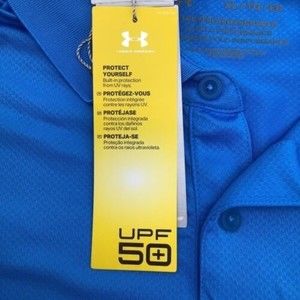 UNDER ARMOUR
PROTECT
YOURSELF
Built-in protection
from UV rays.
PROTÉGEZ-VOUS
Protection intégrée
contre les rayons UV.
PROTÉJASE
Protección integrada
contra los dañinos
rayos UV del sol.
PROTEJA-SE
Proteção integrada
contra os raios ultravioleta.
UPF
50+